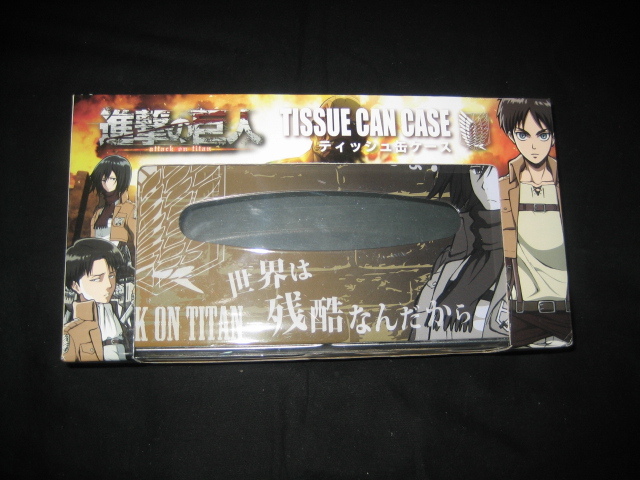 進撃の巨人
attack on titan
TISSUE CAN CASE
ティッシュ缶ケース
世界は
K ON TITAN
残酷なんだから